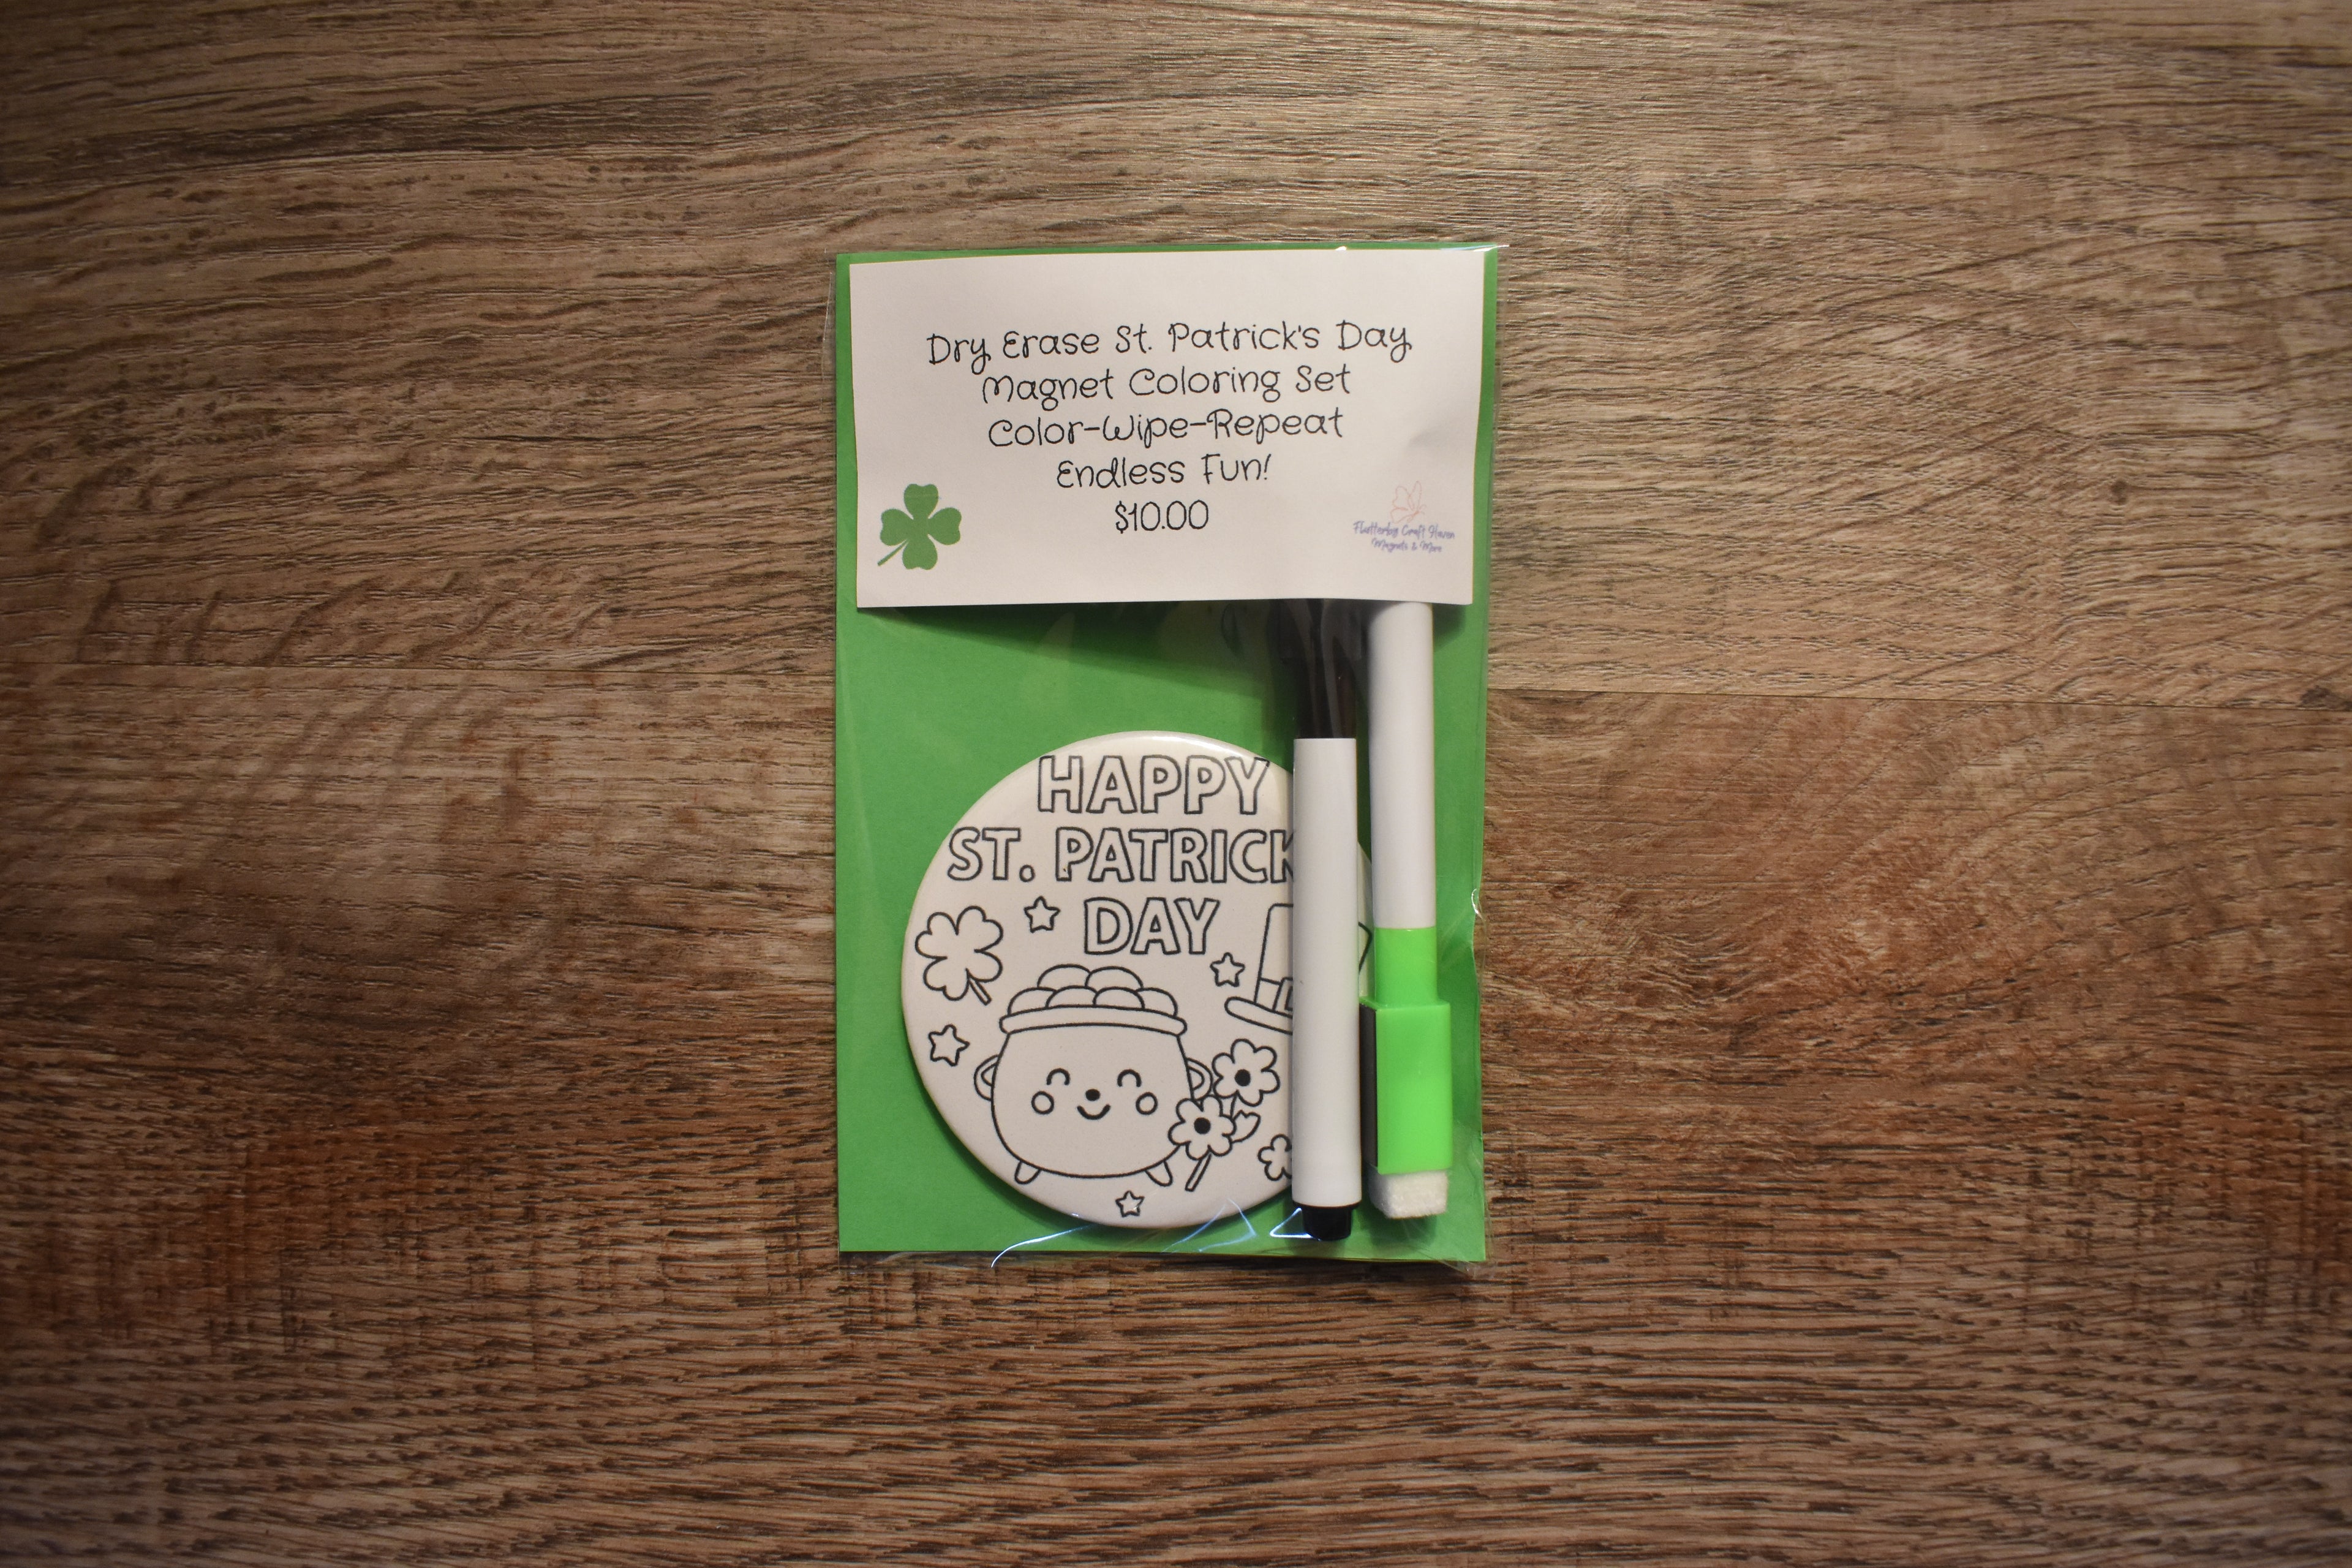 Dry Erase St. Patrick's Day
Magnet Coloring Set
Color-Wipe-Repeat
Endless Fun!
$10.00
Flutterby Craft Haven
Magnets & More
HAPPY
ST. PATRICK
DAY